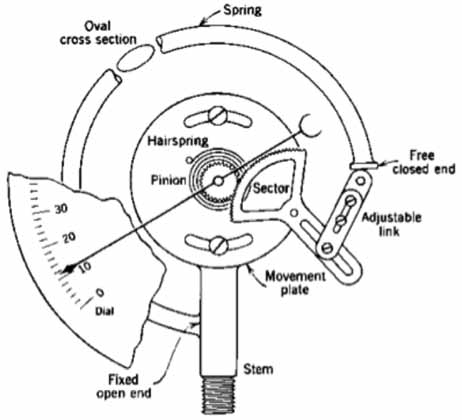 Spring
Oval
cross section
Hairspring
Pinion
Sector
Free
closed end
Adjustable
link
Movement
plate
30
20
10
0
Dial
Fixed
open end
Stem